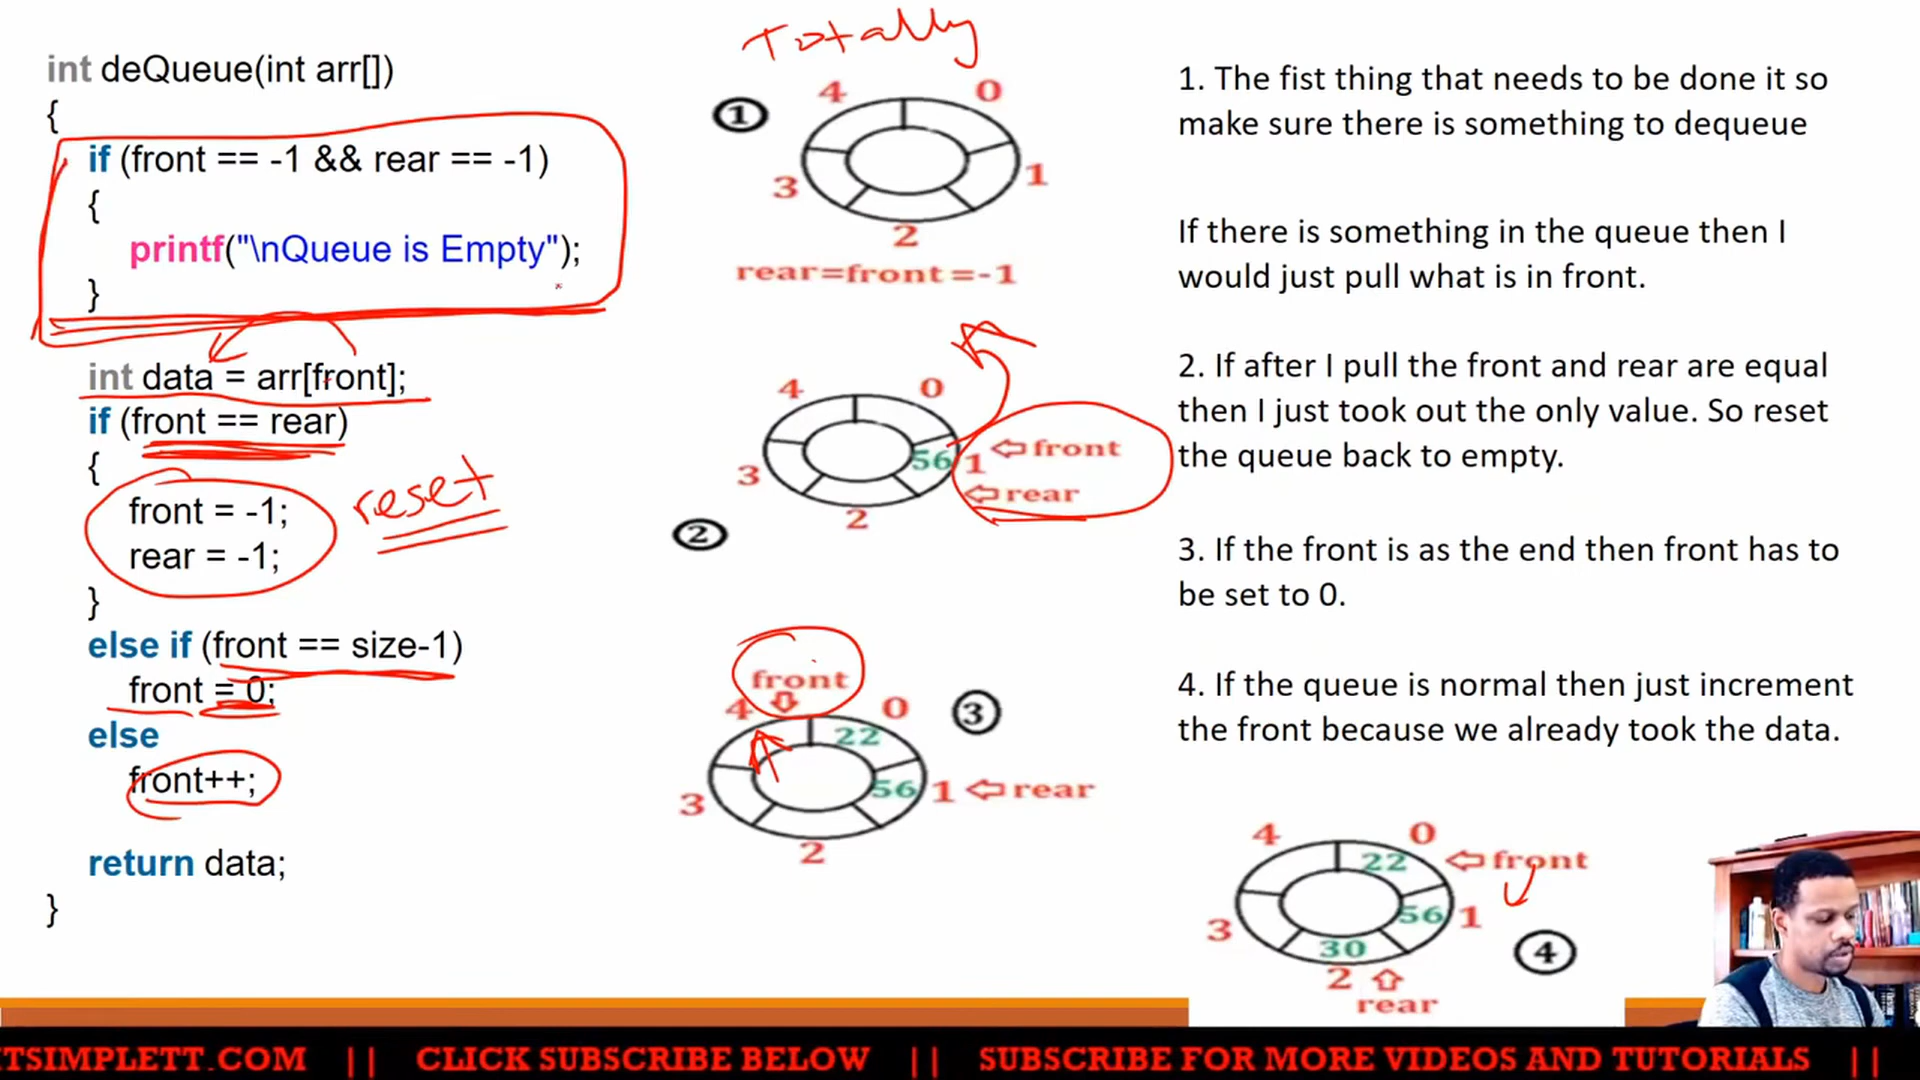 int deQueue(int arr[])
{
if (front == -1 && rear == -1)
{
printf("\nQueue is Empty");
}
int data = arr[front];
if (front == rear)
{
front = -1;
rear = -1;
}
reset
else if (front == size-1)
front = 0;
else
front++;
return data;
}
Totally
1
4
0
3
1
2
rear=front=-1
4
0
56
1
front
rear
3
2
2
front
4
0
3
22
56
1
rear
3
2
1. The fist thing that needs to be done it so
make sure there is something to dequeue
If there is something in the queue then I
would just pull what is in front.
2. If after I pull the front and rear are equal
then I just took out the only value. So reset
the queue back to empty.
3. If the front is as the end then front has to
be set to 0.
4. If the queue is normal then just increment
the front because we already took the data.
4
0
22
front
56
1
3
30
2
rear
4
ITSIMPLETT.COM || CLICK SUBSCRIBE BELOW || SUBSCRIBE FOR MORE VIDEOS AND TUTORIALS ||